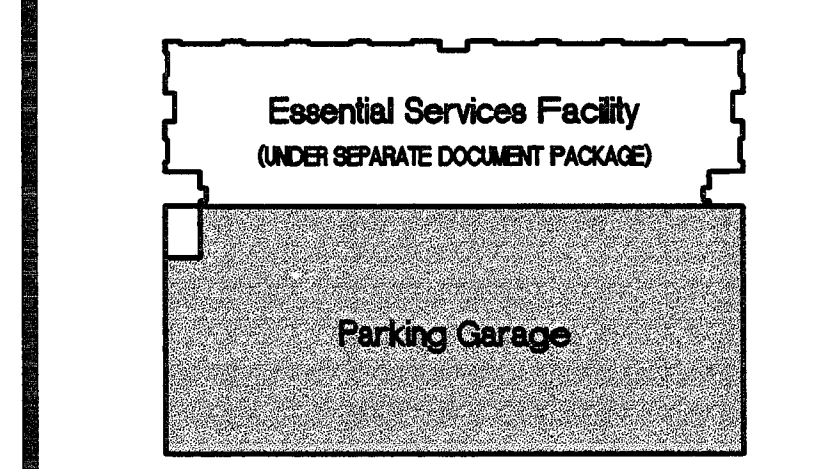 Essential Services Facility
(UNDER SEPARATE DOCUMENT PACKAGE)
Parking Garage